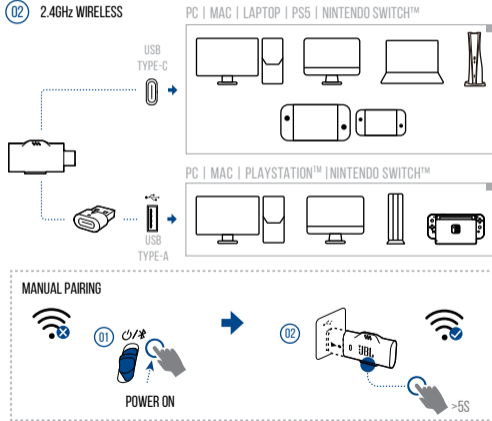 02 2.4GHz WIRELESS
PC | MAC | LAPTOP | PS5 | NINTENDO SWITCH™
USB
TYPE-C
PC | MAC | PLAYSTATION™ | NINTENDO SWITCH™
USB
TYPE-A
MANUAL PAIRING
01
02
JBL
POWER ON
>5S